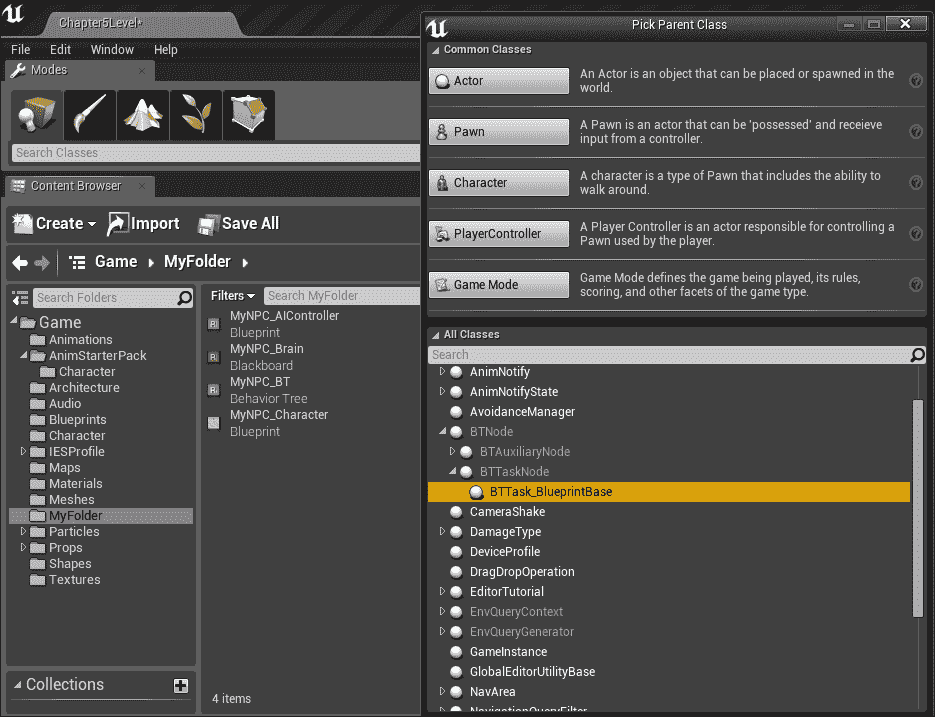 Chapter5Level*
File Edit Window Help
Modes
Search Classes
Content Browser
Create Import Save All
Game MyFolder
Search Folders
Game
Animations
AnimStarterPack
Character
Architecture
Audio
Blueprints
Character
IESProfile
Maps
Materials
Meshes
MyFolder
Particles
Props
Shapes
Textures
Collections
Filters Search MyFolder
MyNPC_AIController
Blueprint
MyNPC_Brain
Blackboard
MyNPC_BT
Behavior Tree
MyNPC_Character
Blueprint
4 items
Pick Parent Class
Common Classes
Actor
An Actor is an object that can be placed or spawned in the
world.
Pawn
A Pawn is an actor that can be 'possessed' and receieve
input from a controller.
Character
A character is a type of Pawn that includes the ability to
walk around.
PlayerController
A Player Controller is an actor responsible for controlling a
Pawn used by the player.
Game Mode
Game Mode defines the game being played, its rules,
scoring, and other facets of the game type.
All Classes
Search
AnimNotify
AnimNotifyState
AvoidanceManager
BTNode
BTAuxiliaryNode
BTTaskNode
BTTask_BlueprintBase
CameraShake
DamageType
DeviceProfile
DragDropOperation
EditorTutorial
EnvQueryContext
EnvQueryGenerator
GameInstance
GlobalEditorUtilityBase
NavArea
NavigationQueryFilter